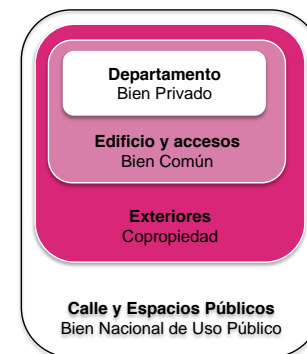 Departamento
Bien Privado
Edificio y accesos
Bien Común
Exteriores
Copropiedad
Calle y Espacios Públicos
Bien Nacional de Uso Público